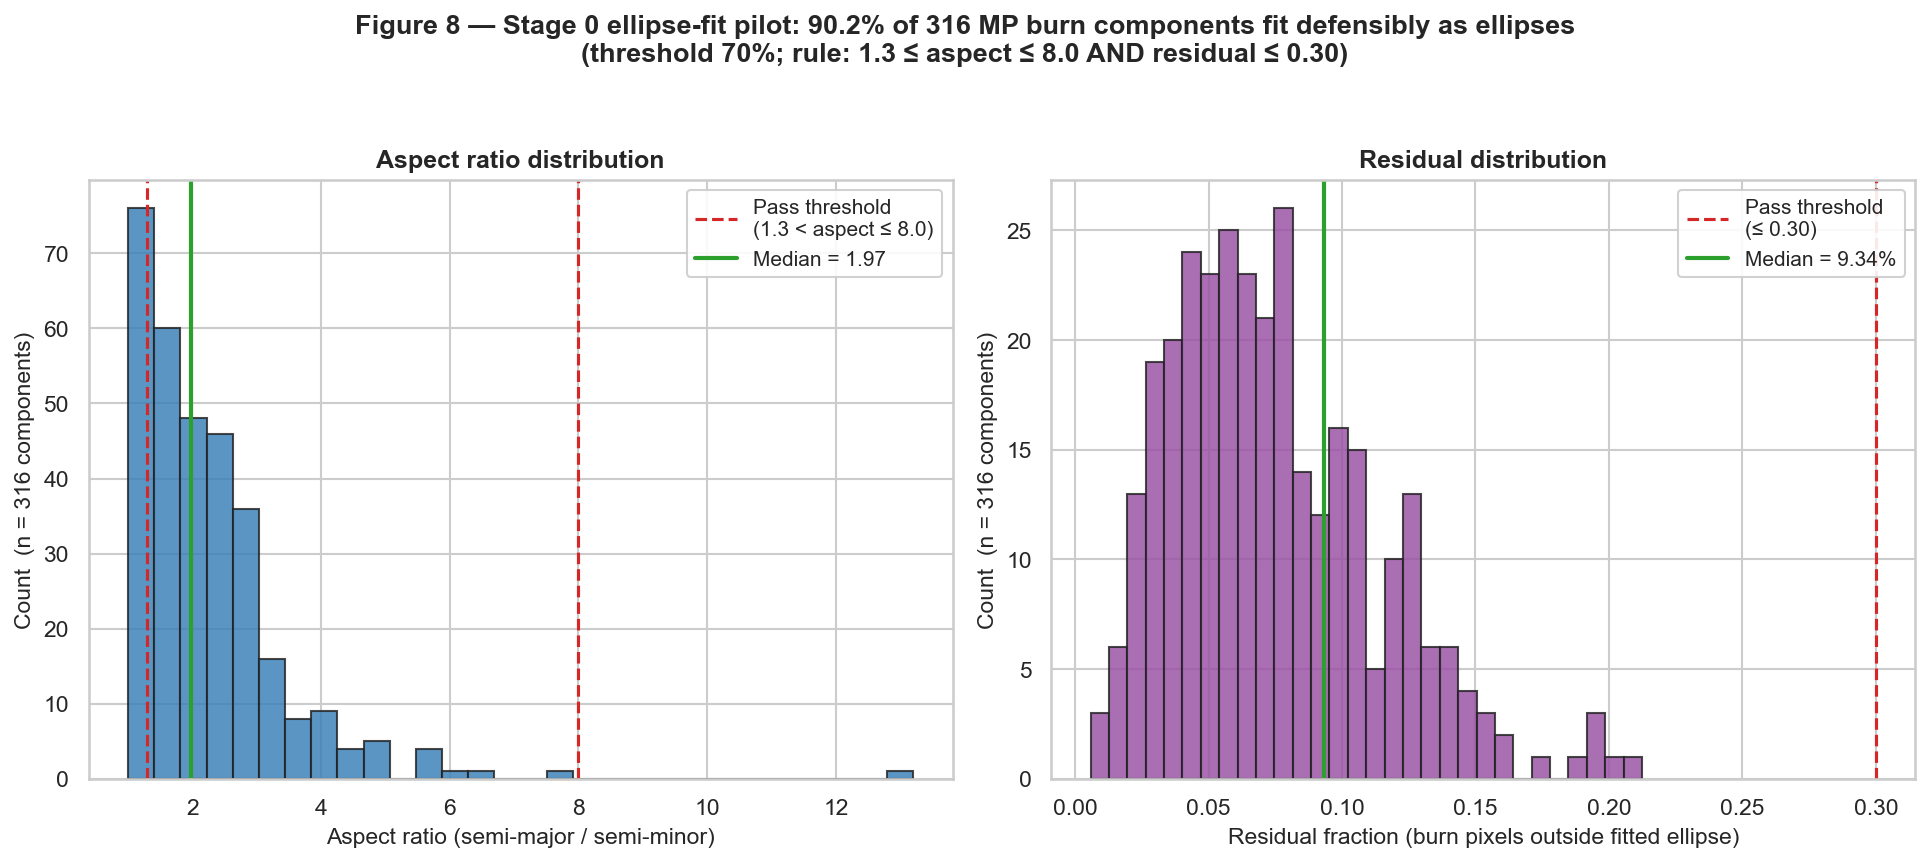 Figure 8 — Stage 0 ellipse-fit pilot: 90.2% of 316 MP burn components fit defensibly as ellipses
(threshold 70%; rule: 1.3 ≤ aspect ≤ 8.0 AND residual ≤ 0.30)
Aspect ratio distribution
Pass threshold
(1.3 < aspect ≤ 8.0)
Median = 1.97
Count  (n = 316 components)
70
60
50
40
30
20
10
0
2
4
6
8
10
12
Aspect ratio (semi-major / semi-minor)
Residual distribution
Pass threshold
(≤ 0.30)
Median = 9.34%
Count  (n = 316 components)
25
20
15
10
5
0
0.00
0.05
0.10
0.15
0.20
0.25
0.30
Residual fraction (burn pixels outside fitted ellipse)